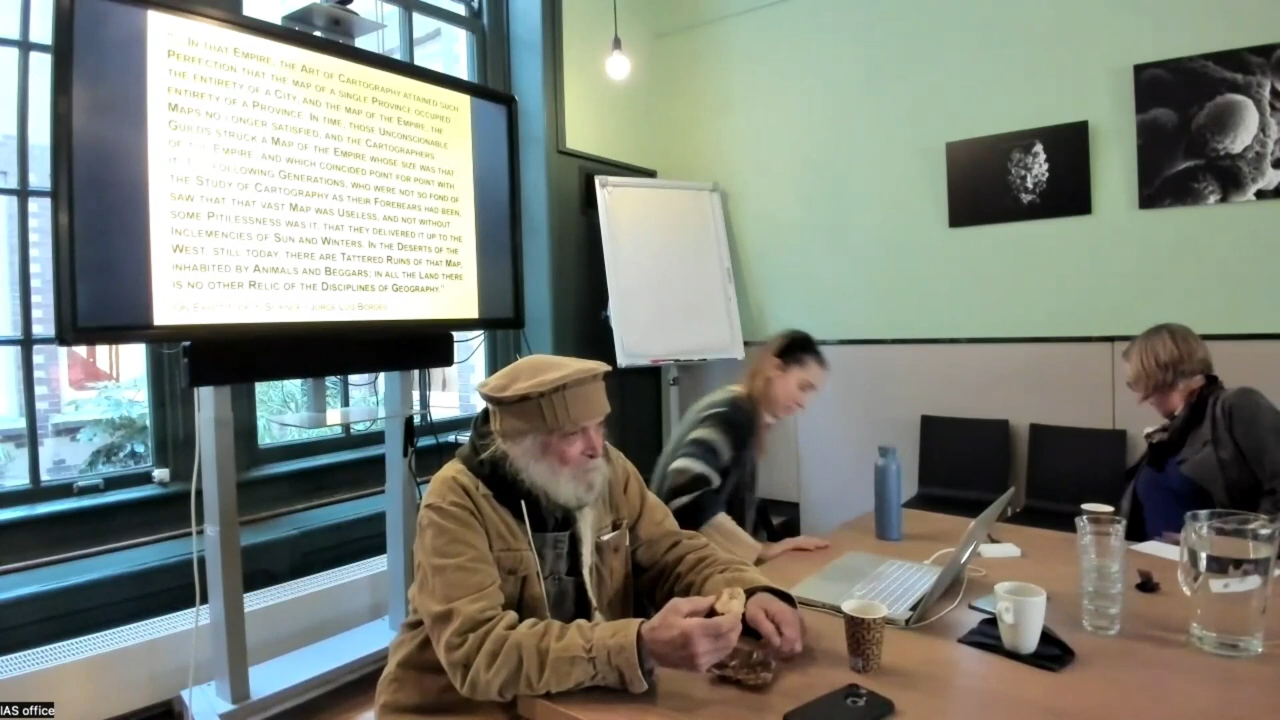 "... IN THAT EMPIRE, THE ART OF CARTOGRAPHY ATTAINED SUCH
PERFECTION THAT THE MAP OF A SINGLE PROVINCE OCCUPIED
THE ENTIRETY OF A CITY, AND THE MAP OF THE EMPIRE, THE
ENTIRETY OF A PROVINCE. IN TIME, THOSE UNCONSCIONABLE
MAPS NO LONGER SATISFIED, AND THE CARTOGRAPHERS
GUILDS STRUCK A MAP OF THE EMPIRE WHOSE SIZE WAS THAT
OF THE EMPIRE, AND WHICH COINCIDED POINT FOR POINT WITH
IT. THE FOLLOWING GENERATIONS, WHO WERE NOT SO FOND OF
THE STUDY OF CARTOGRAPHY AS THEIR FOREBEARS HAD BEEN,
SAW THAT THAT VAST MAP WAS USELESS, AND NOT WITHOUT
SOME PITILESSNESS WAS IT, THAT THEY DELIVERED IT UP TO THE
INCLEMENCIES OF SUN AND WINTERS. IN THE DESERTS OF THE
WEST, STILL TODAY, THERE ARE TATTERED RUINS OF THAT MAP,
INHABITED BY ANIMALS AND BEGGARS; IN ALL THE LAND THERE
IS NO OTHER RELIC OF THE DISCIPLINES OF GEOGRAPHY."
ON EXACTITUDE IN SCIENCE - JORGE LUIS BORGES
IAS office